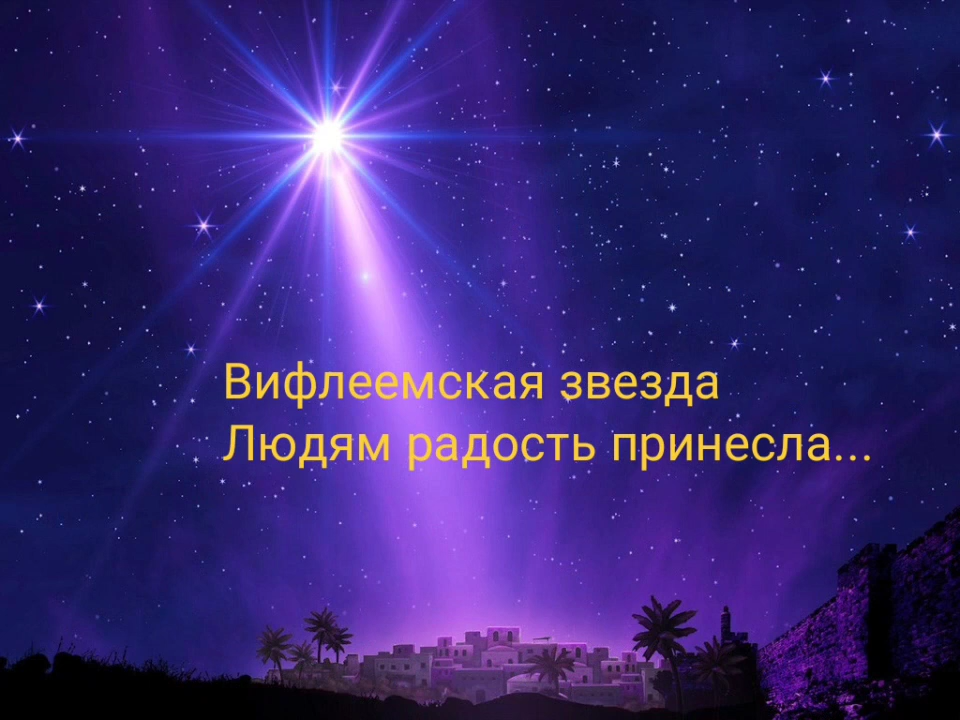 Вифлеемская звезда
Людям радость принесла...